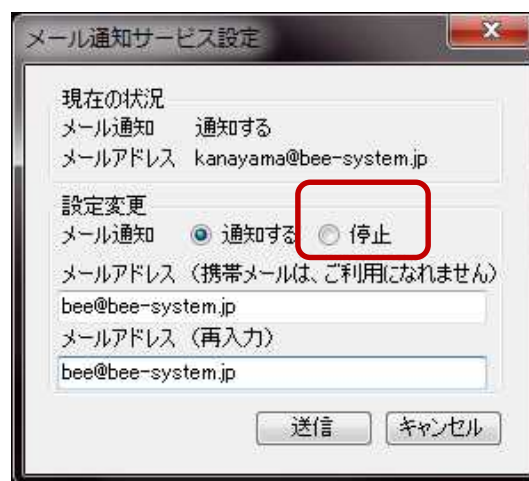 メール通知サービス設定
現在の状況
メール通知 通知する
メールアドレス kanayama@bee-system.jp
設定変更
メール通知 通知する 停止
メールアドレス (携帯メールは、ご利用になれません)
bee@bee-system.jp
メールアドレス (再入力)
bee@bee-system.jp
送信 キャンセル